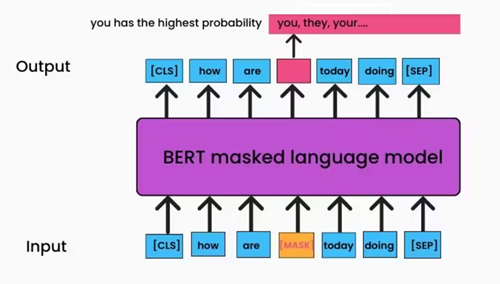 you has the highest probability you, they, your....
Output [CLS] how are today doing [SEP]
BERT masked language model
Input [CLS] how are [MASK] today doing [SEP]